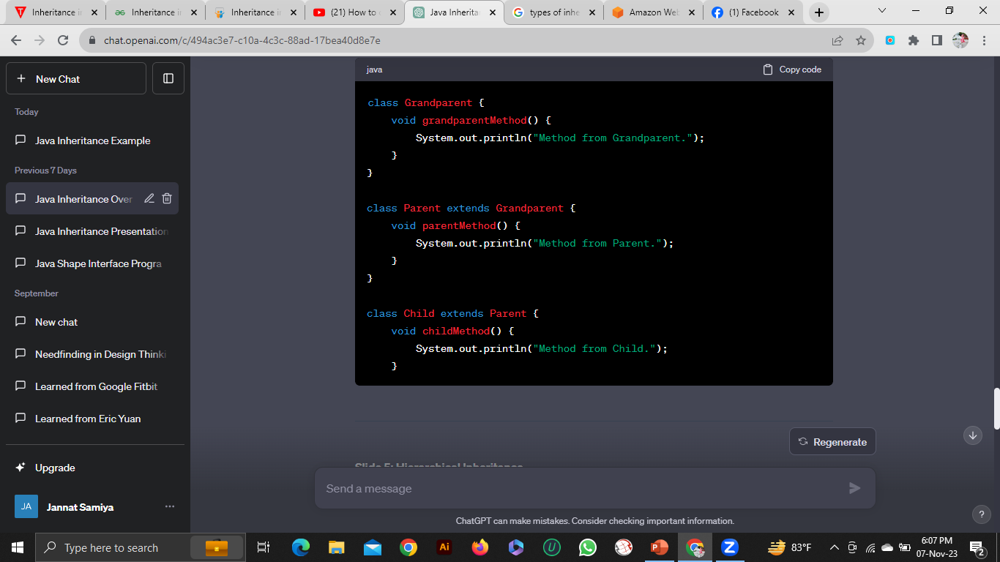 Inheritance i
Inheritance i
Inheritance i
(21) How to
Java Inherita
types of inhe
Amazon Web
(1) Facebook
chat.openai.com/c/494ac3e7-c10a-4c3c-88ad-17bea40d8e7e
New Chat
Today
Java Inheritance Example
Previous 7 Days
Java Inheritance Over
Java Inheritance Presentation
Java Shape Interface Progra
September
New chat
Needfinding in Design Thinki
Learned from Google Fitbit
Learned from Eric Yuan
Upgrade
JA
Jannat Samiya
java
Copy code
class Grandparent {
    void grandparentMethod() {
        System.out.println("Method from Grandparent.");
    }
}
class Parent extends Grandparent {
    void parentMethod() {
        System.out.println("Method from Parent.");
    }
}
class Child extends Parent {
    void childMethod() {
        System.out.println("Method from Child.");
    }
Regenerate
Slide 5: Hierarchical Inheritance
Send a message
ChatGPT can make mistakes. Consider checking important information.
?
Type here to search
Ai
U
P
Z
83°F
6:07 PM
07-Nov-23
2